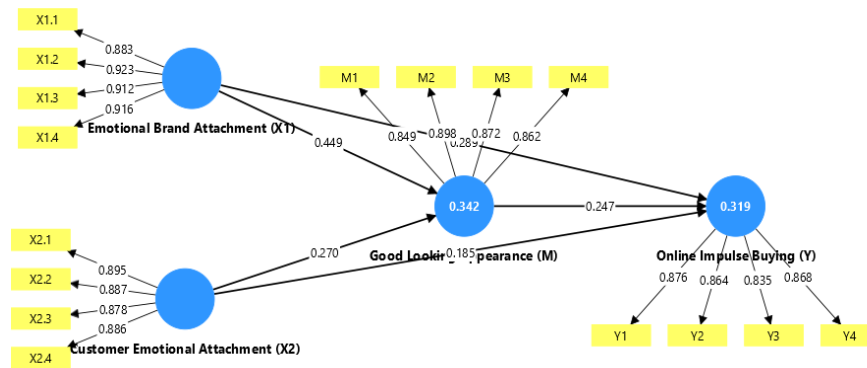 X1.1
0.883
X1.2
0.923
X1.3
0.912
X1.4
0.916
Emotional Brand Attachment (X1)
M1
M2
M3
M4
0.849
0.898
0.872
0.862
0.289
0.449
0.342
0.247
0.319
0.270
0.185
Good Looking Appearance (M)
Online Impulse Buying (Y)
X2.1
0.895
X2.2
0.887
X2.3
0.878
X2.4
0.886
Customer Emotional Attachment (X2)
0.876
0.864
0.835
0.868
Y1
Y2
Y3
Y4